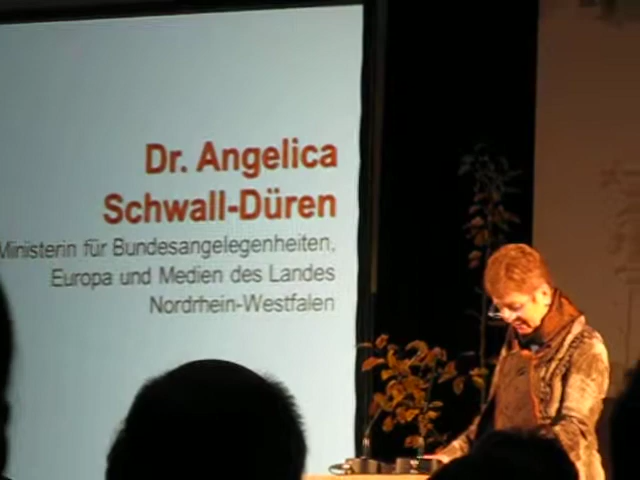 Dr. Angelica
Schwall-Düren
Ministerin für Bundesangelegenheiten,
Europa und Medien des Landes
Nordrhein-Westfalen